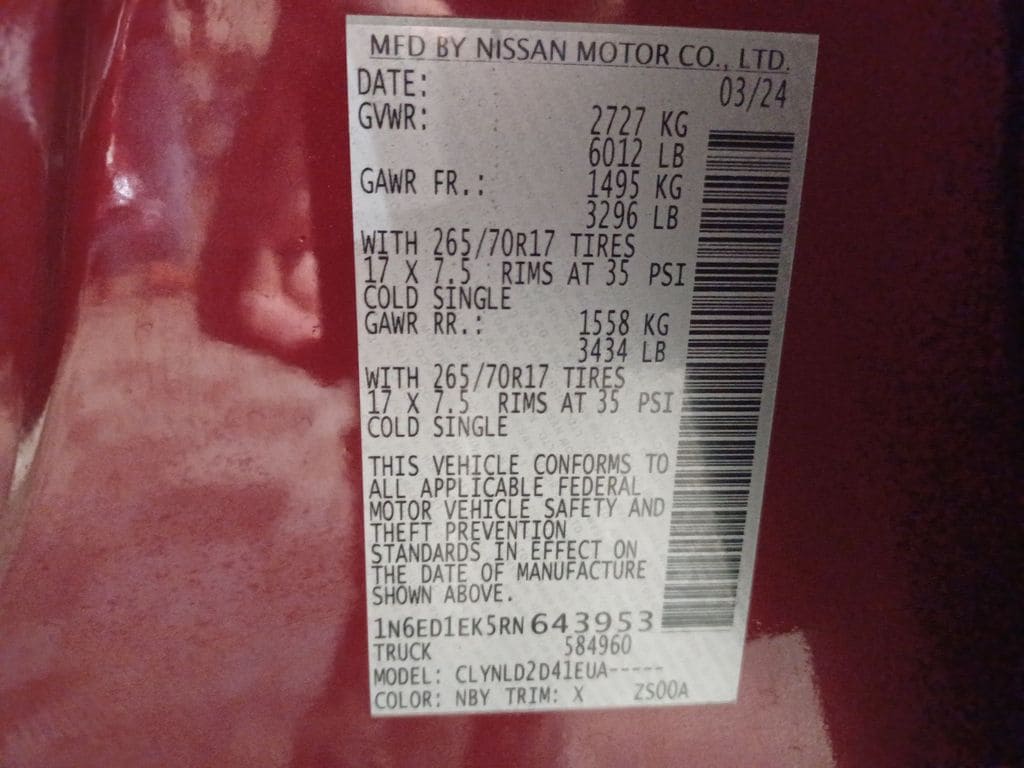 MFD BY NISSAN MOTOR CO., LTD.
DATE: 03/24
GVWR: 2727 KG
6012 LB
GAWR FR.: 1495 KG
3296 LB
WITH 265/70R17 TIRES
17 X 7.5 RIMS AT 35 PSI
COLD SINGLE
GAWR RR.: 1558 KG
3434 LB
WITH 265/70R17 TIRES
17 X 7.5 RIMS AT 35 PSI
COLD SINGLE
THIS VEHICLE CONFORMS TO
ALL APPLICABLE FEDERAL
MOTOR VEHICLE SAFETY AND
THEFT PREVENTION
STANDARDS IN EFFECT ON
THE DATE OF MANUFACTURE
SHOWN ABOVE.
1N6ED1EK5RN643953
TRUCK 584960
MODEL: CLYNLD2D41EUA-----
COLOR: NBY TRIM: X ZS00A